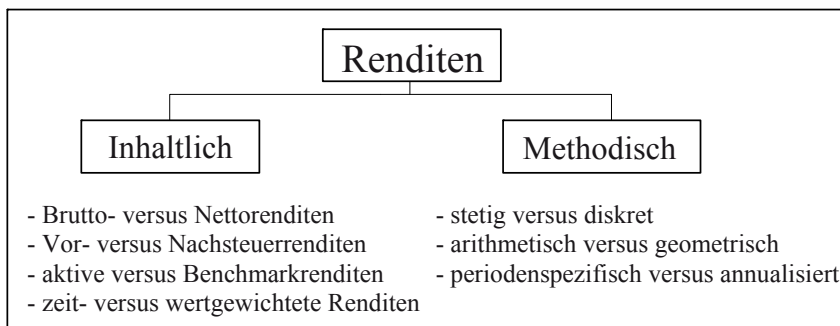 Renditen
Inhaltlich
Methodisch
- Brutto- versus Nettorenditen
- Vor- versus Nachsteuerrenditen
- aktive versus Benchmarkrenditen
- zeit- versus wertgewichtete Renditen
- stetig versus diskret
- arithmetisch versus geometrisch
- periodenspezifisch versus annualisiert